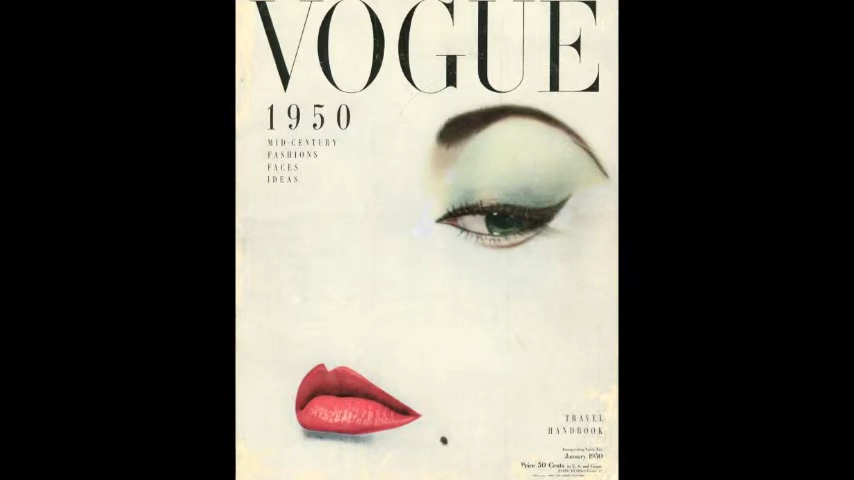 VOGUE
1950
MID-CENTURY
FASHIONS
FACES
IDEAS
TRAVEL
HANDBOOK
January 1950
Price 50 Cents